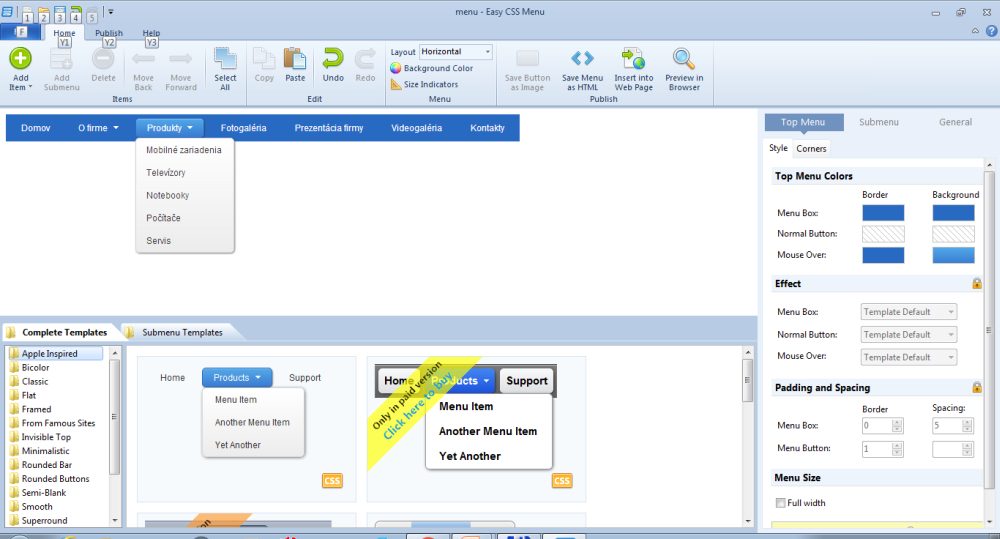 menu - Easy CSS Menu
1 2 3 4 5
F Home Publish Help
Y1 Y2 Y3
Add Item
Add Submenu
Delete
Move Back
Move Forward
Select All
Items
Copy
Paste
Undo
Redo
Edit
Layout Horizontal
Background Color
Size Indicators
Menu
Save Button as Image
Save Menu as HTML
Insert into Web Page
Preview in Browser
Publish
Domov O firme Produkty Fotogaléria Prezentácia firmy Videogaléria Kontakty
Mobilné zariadenia
Televízory
Notebooky
Počítače
Servis
Top Menu Submenu General
Style Corners
Top Menu Colors
Border Background
Menu Box:
Normal Button:
Mouse Over:
Effect
Menu Box: Template Default
Normal Button: Template Default
Mouse Over: Template Default
Padding and Spacing
Border Spacing:
Menu Box: 0 5
Menu Button: 1
Menu Size
Full width
Complete Templates Submenu Templates
Apple Inspired
Bicolor
Classic
Flat
Framed
From Famous Sites
Invisible Top
Minimalistic
Rounded Bar
Rounded Buttons
Semi-Blank
Smooth
Superround
Home Products Support
Menu Item
Another Menu Item
Yet Another
CSS
Home Products Support
Only in paid version
Click here to buy
Menu Item
Another Menu Item
Yet Another
CSS